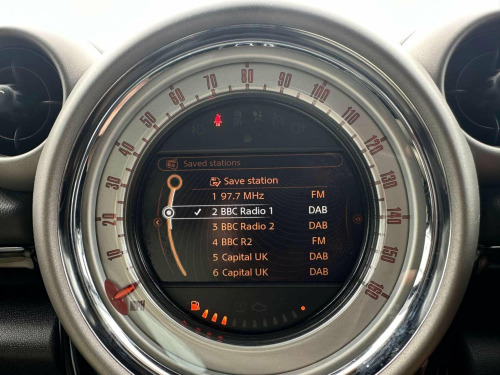 10
20
30
40
50
60
70
80
90
100
110
120
130
140
150
160
MPH
Saved stations
Save station
1 97.7 MHz FM
2 BBC Radio 1 DAB
3 BBC Radio 2 DAB
4 BBC R2 FM
5 Capital UK DAB
6 Capital UK DAB